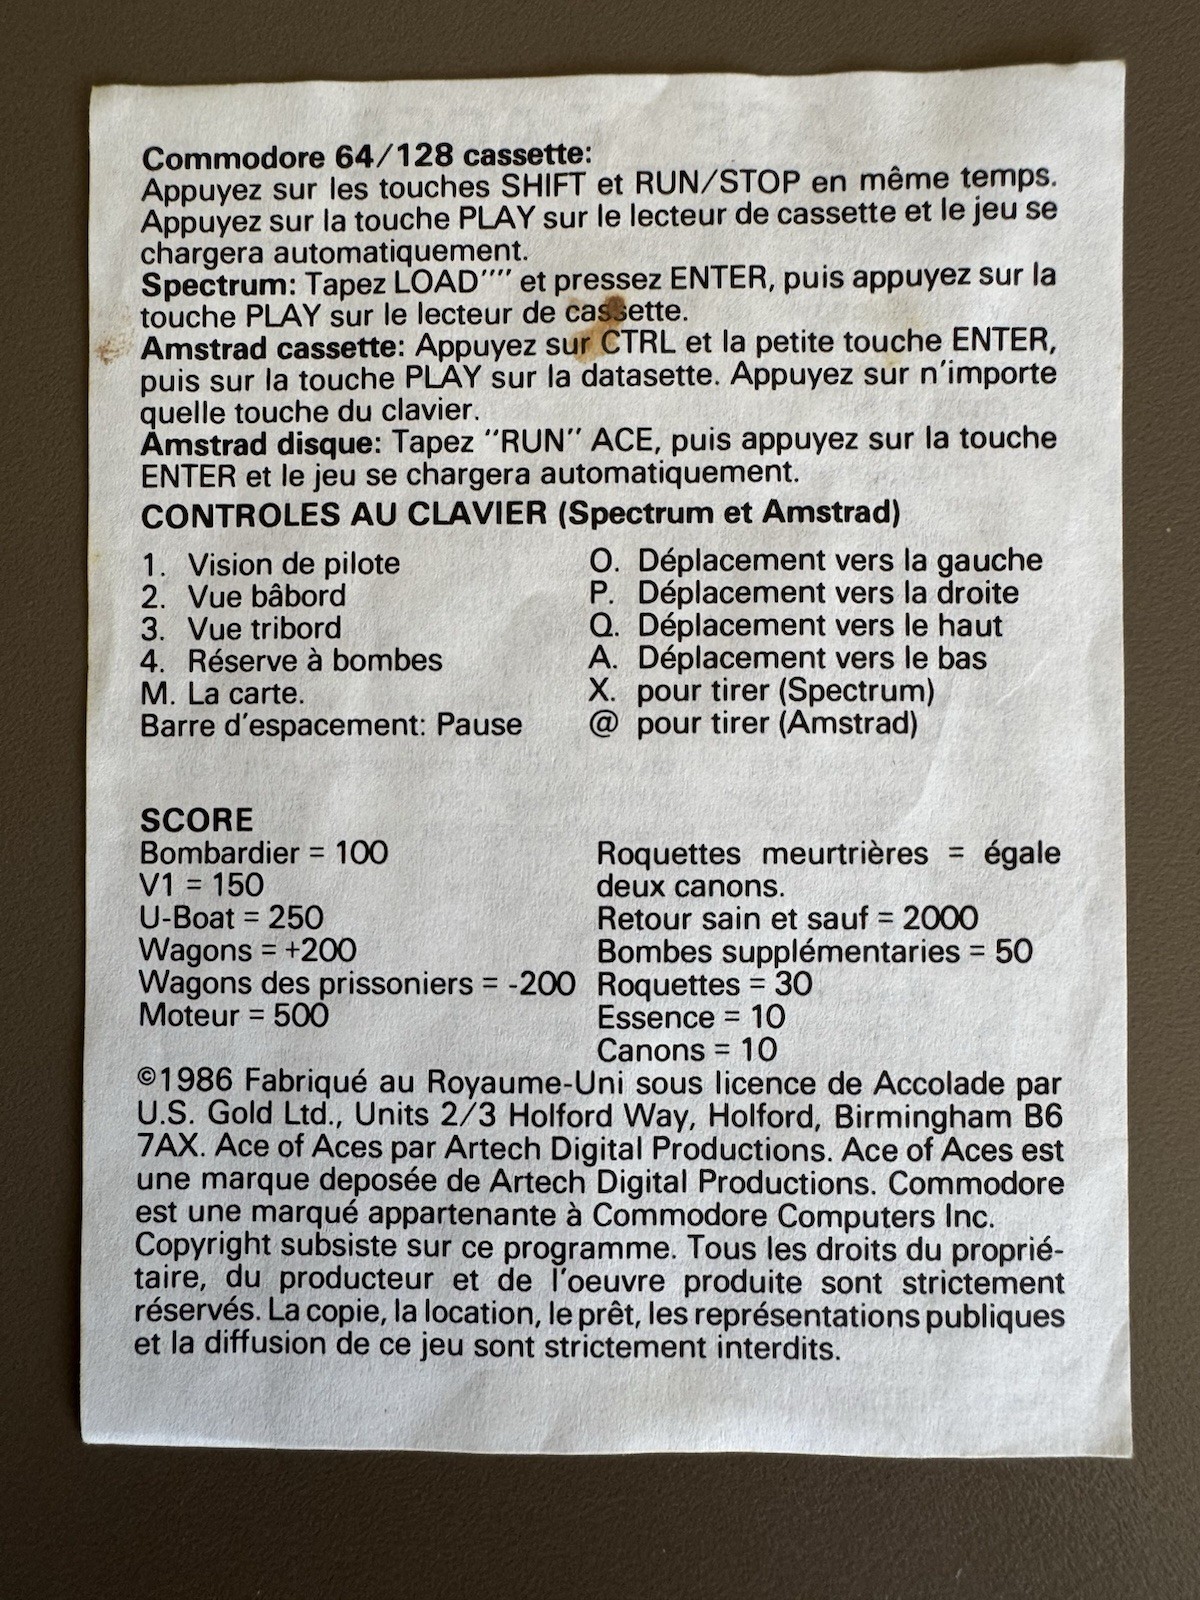 Commodore 64/128 cassette:
Appuyez sur les touches SHIFT et RUN/STOP en même temps.
Appuyez sur la touche PLAY sur le lecteur de cassette et le jeu se
chargera automatiquement.
Spectrum: Tapez LOAD"" et pressez ENTER, puis appuyez sur la
touche PLAY sur le lecteur de cassette.
Amstrad cassette: Appuyez sur CTRL et la petite touche ENTER,
puis sur la touche PLAY sur la datasette. Appuyez sur n'importe
quelle touche du clavier.
Amstrad disque: Tapez "RUN" ACE, puis appuyez sur la touche
ENTER et le jeu se chargera automatiquement.
CONTROLES AU CLAVIER (Spectrum et Amstrad)
1. Vision de pilote
2. Vue bâbord
3. Vue tribord
4. Réserve à bombes
M. La carte.
Barre d'espacement: Pause
O. Déplacement vers la gauche
P. Déplacement vers la droite
Q. Déplacement vers le haut
A. Déplacement vers le bas
X. pour tirer (Spectrum)
@ pour tirer (Amstrad)
SCORE
Bombardier = 100
V1 = 150
U-Boat = 250
Wagons = +200
Wagons des prissoniers = -200
Moteur = 500
Roquettes meurtrières = égale
deux canons.
Retour sain et sauf = 2000
Bombes supplémentaries = 50
Roquettes = 30
Essence = 10
Canons = 10
©1986 Fabriqué au Royaume-Uni sous licence de Accolade par
U.S. Gold Ltd., Units 2/3 Holford Way, Holford, Birmingham B6
7AX. Ace of Aces par Artech Digital Productions. Ace of Aces est
une marque deposée de Artech Digital Productions. Commodore
est une marqué appartenante à Commodore Computers Inc.
Copyright subsiste sur ce programme. Tous les droits du proprié-
taire, du producteur et de l'oeuvre produite sont strictement
réservés. La copie, la location, le prêt, les représentations publiques
et la diffusion de ce jeu sont strictement interdits.